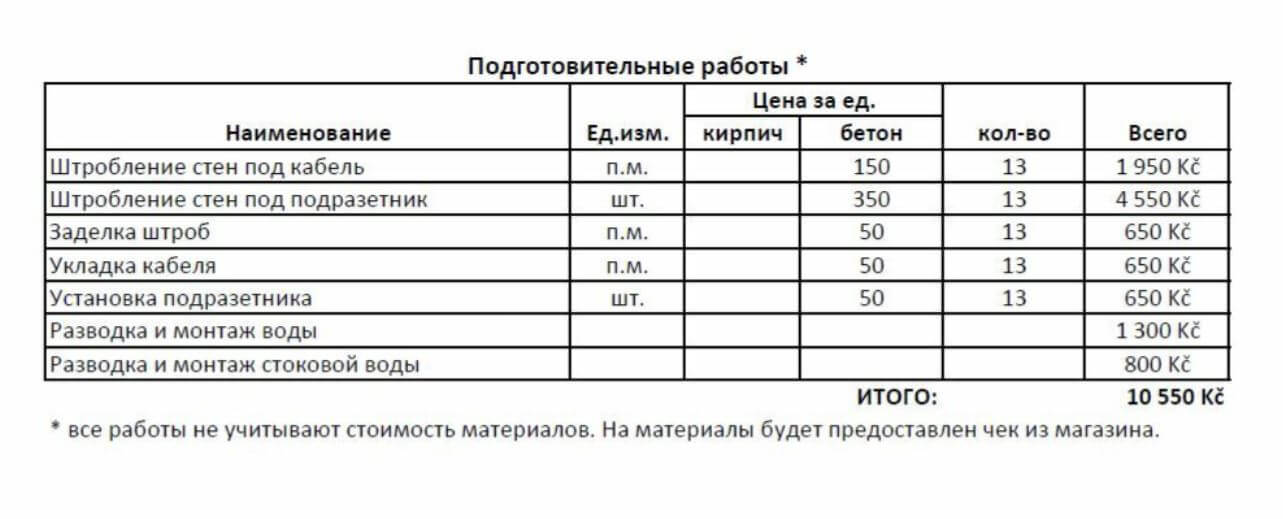 Подготовительные работы *
Цена за ед.
Наименование Ед.изм. кирпич бетон кол-во Всего
Штробление стен под кабель п.м. 150 13 1 950 Kč
Штробление стен под подразетник шт. 350 13 4 550 Kč
Заделка штроб п.м. 50 13 650 Kč
Укладка кабеля п.м. 50 13 650 Kč
Установка подразетника шт. 50 13 650 Kč
Разводка и монтаж воды 1 300 Kč
Разводка и монтаж стоковой воды 800 Kč
ИТОГО: 10 550 Kč
* все работы не учитывают стоимость материалов. На материалы будет предоставлен чек из магазина.